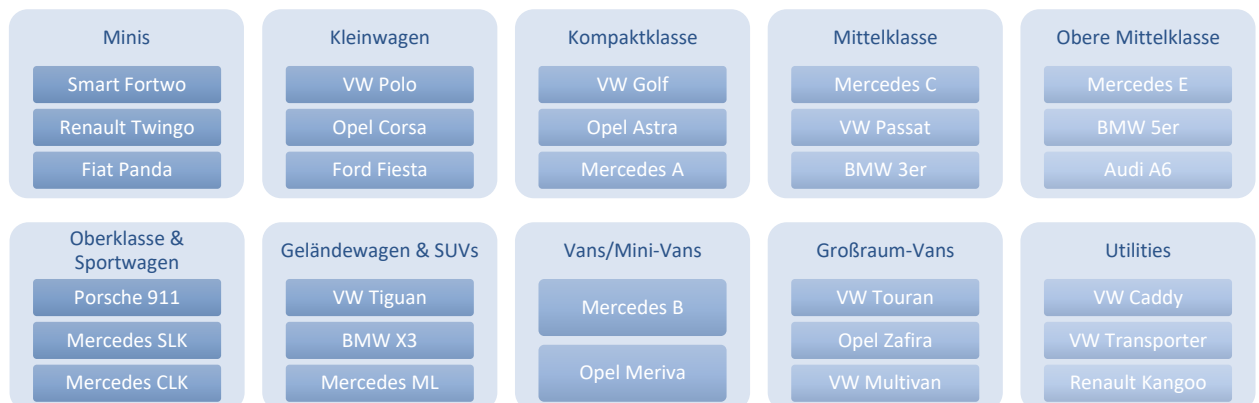 Minis
Smart Fortwo
Renault Twingo
Fiat Panda
Kleinwagen
VW Polo
Opel Corsa
Ford Fiesta
Kompaktklasse
VW Golf
Opel Astra
Mercedes A
Mittelklasse
Mercedes C
VW Passat
BMW 3er
Obere Mittelklasse
Mercedes E
BMW 5er
Audi A6
Oberklasse &
Sportwagen
Porsche 911
Mercedes SLK
Mercedes CLK
Geländewagen & SUVs
VW Tiguan
BMW X3
Mercedes ML
Vans/Mini-Vans
Mercedes B
Opel Meriva
Großraum-Vans
VW Touran
Opel Zafira
VW Multivan
Utilities
VW Caddy
VW Transporter
Renault Kangoo